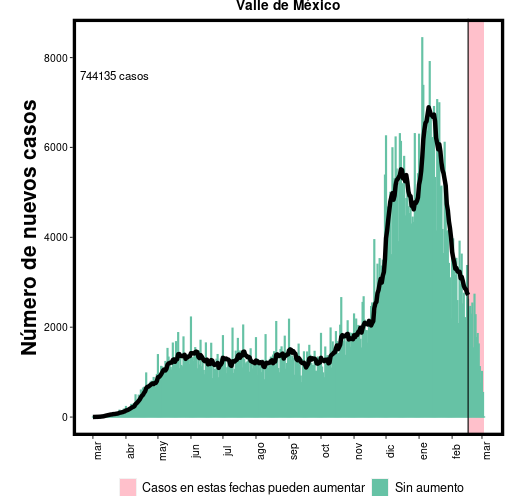 Valle de México
Número de nuevos casos
8000
6000
4000
2000
0
744135 casos
mar
abr
may
jun
jul
ago
sep
oct
nov
dic
ene
feb
mar
Casos en estas fechas pueden aumentar
Sin aumento